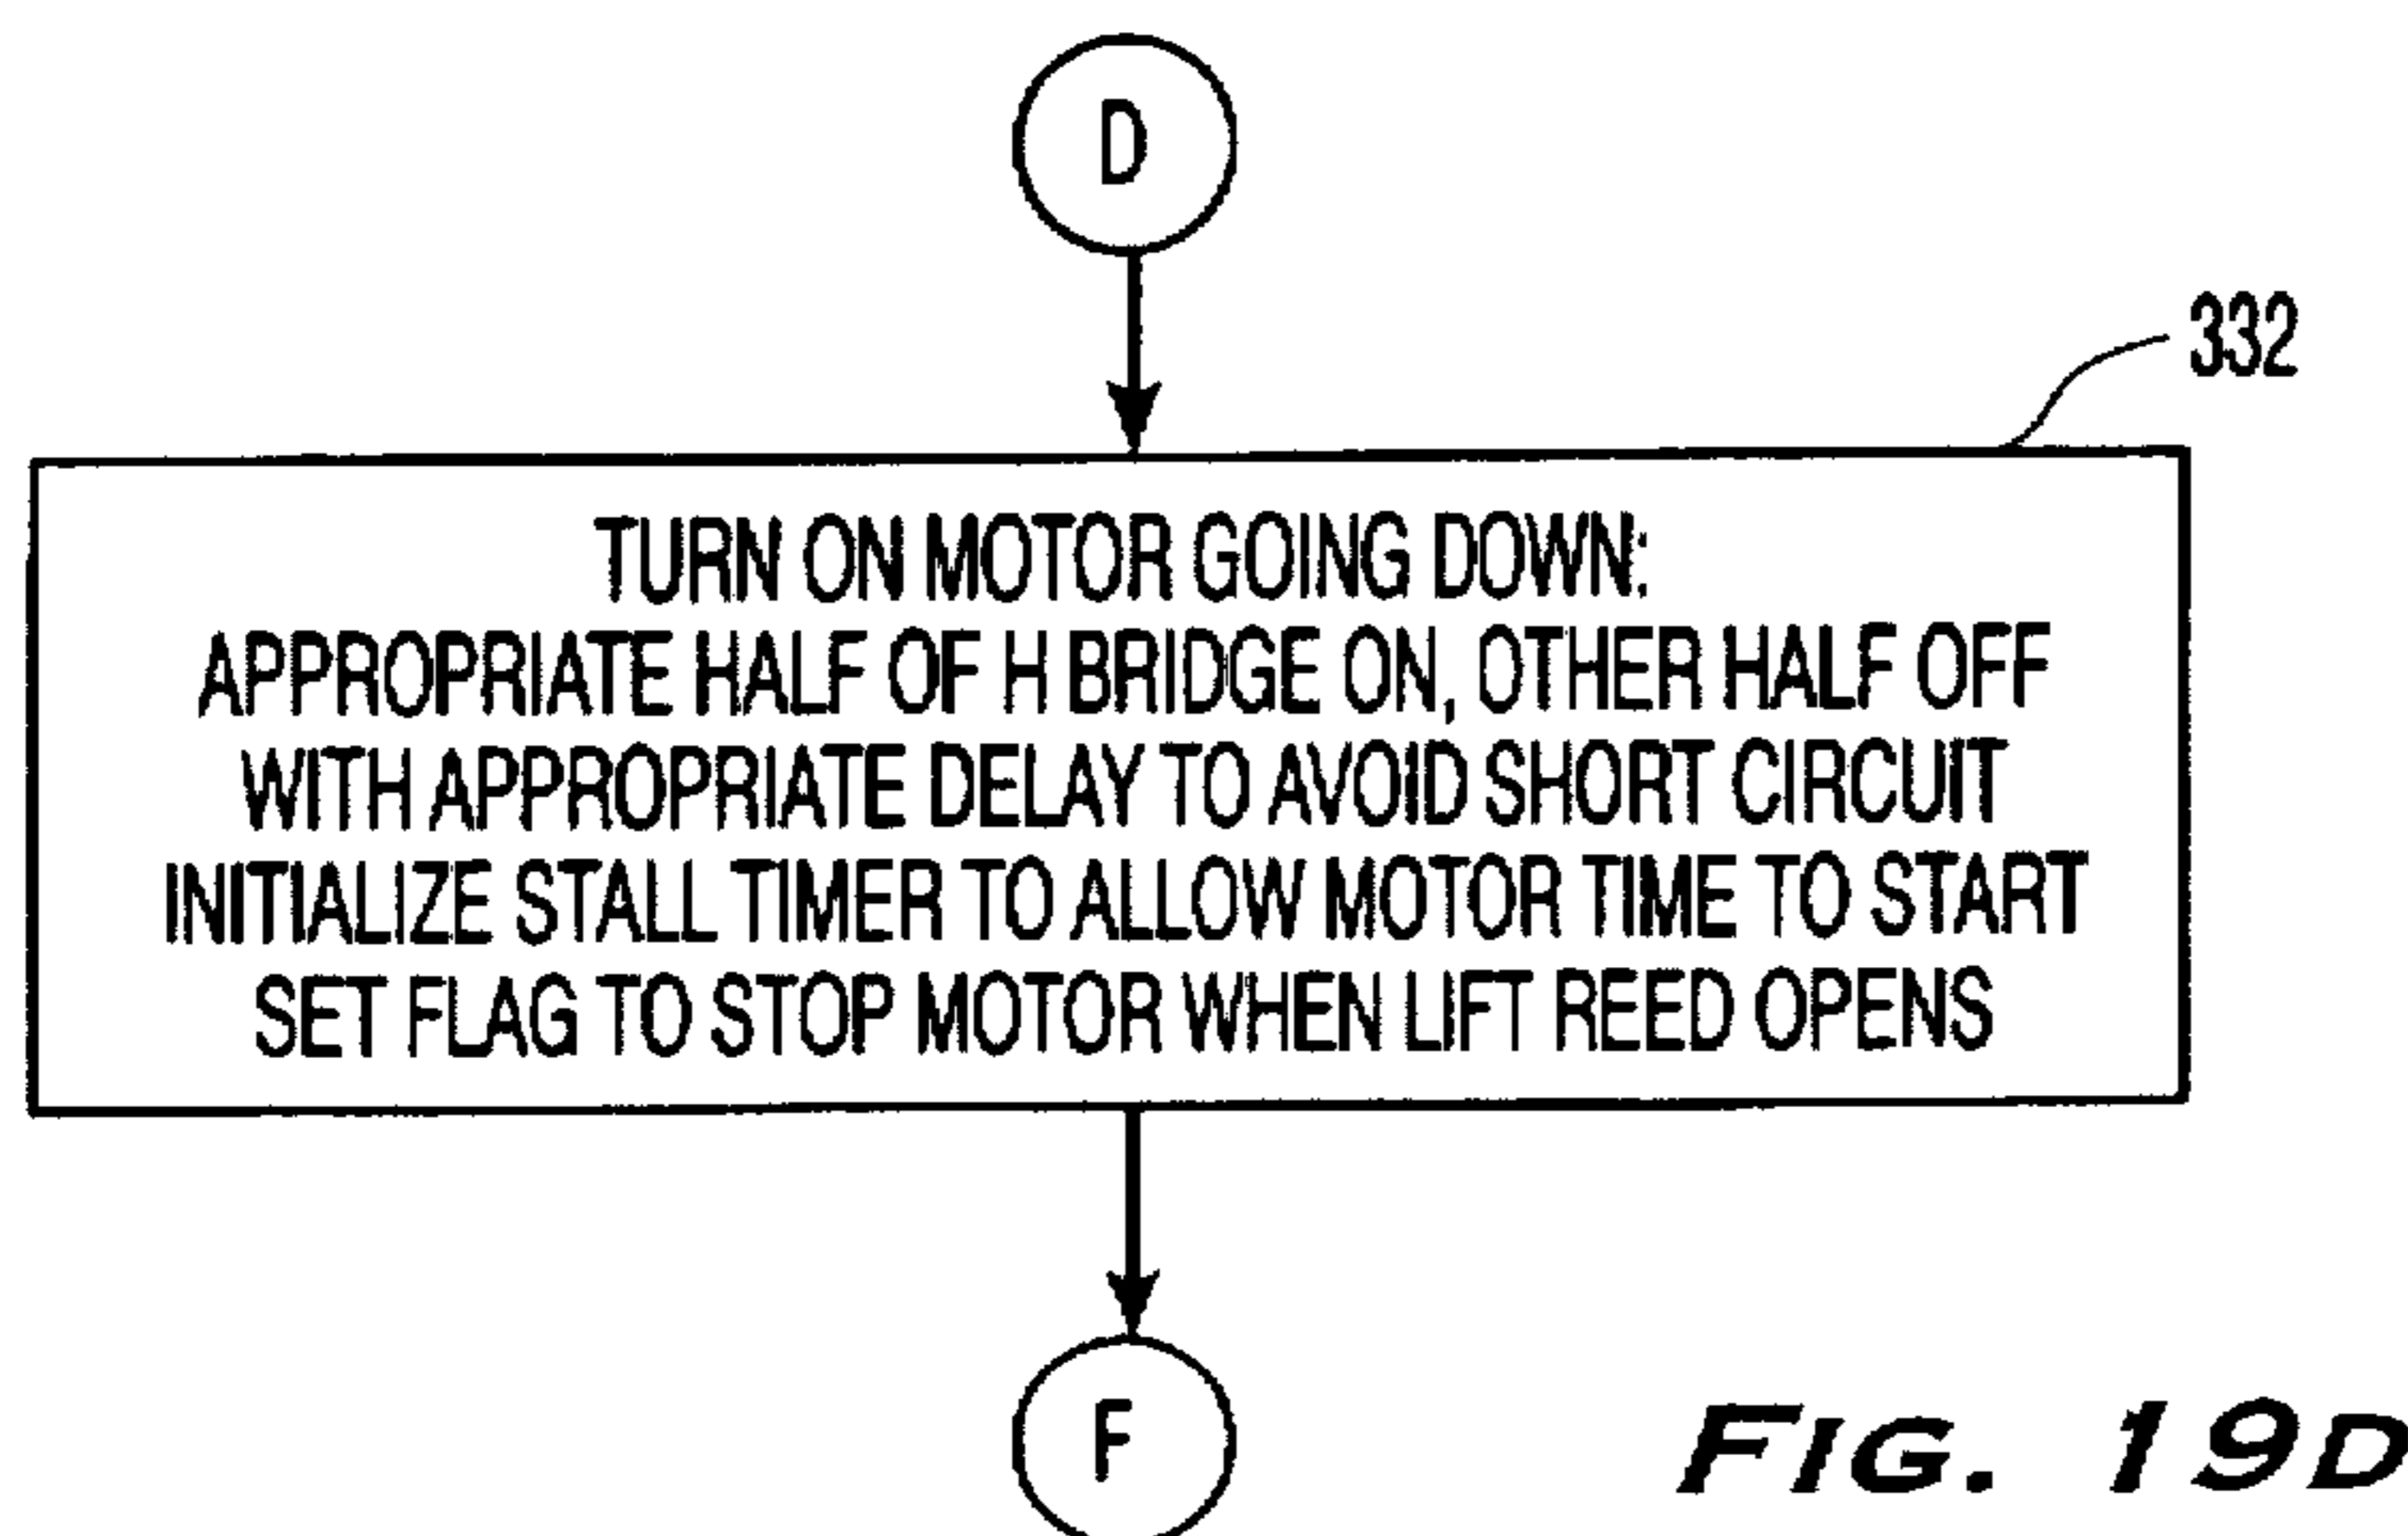 D
332
TURN ON MOTOR GOING DOWN:
APPROPRIATE HALF OF H BRIDGE ON, OTHER HALF OFF
WITH APPROPRIATE DELAY TO AVOID SHORT CIRCUIT
INITIALIZE STALL TIMER TO ALLOW MOTOR TIME TO START
SET FLAG TO STOP MOTOR WHEN LIFT REED OPENS
F
FIG. 19D